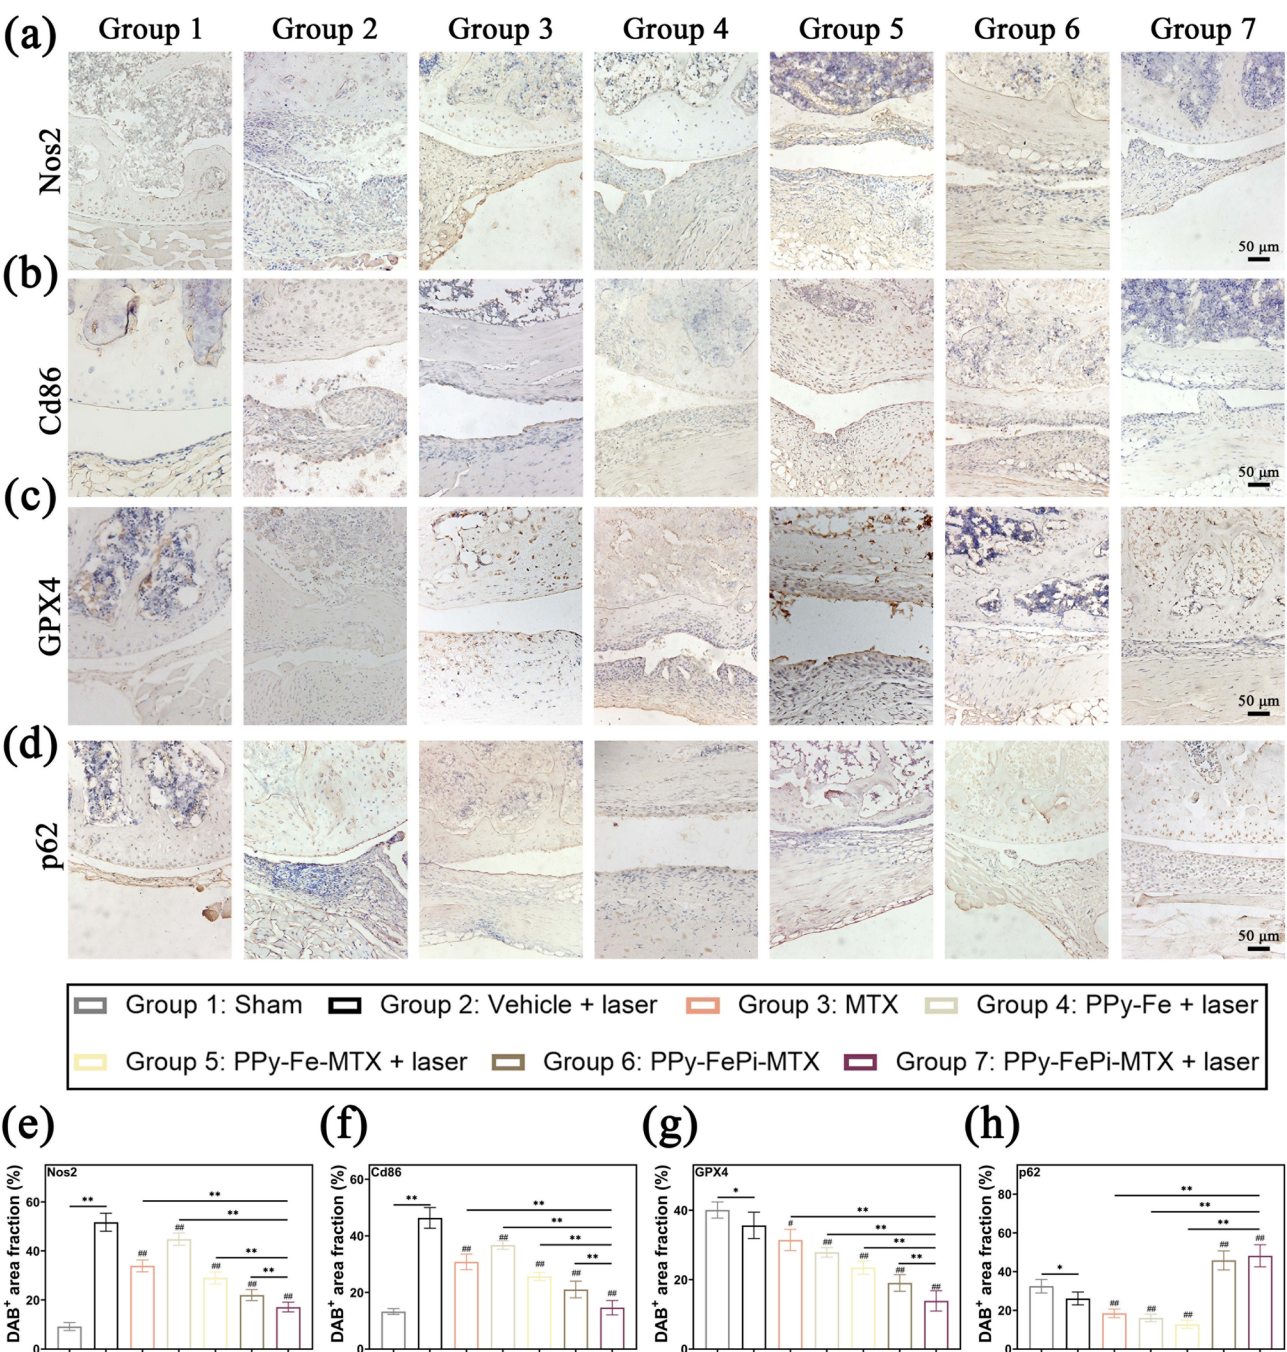 (a) Group 1 Group 2 Group 3 Group 4 Group 5 Group 6 Group 7
Nos2
50 μm
(b)
Cd86
50 μm
(c)
GPX4
50 μm
(d)
p62
50 μm
Group 1: Sham Group 2: Vehicle + laser Group 3: MTX Group 4: PPy-Fe + laser
Group 5: PPy-Fe-MTX + laser Group 6: PPy-FePi-MTX Group 7: PPy-FePi-MTX + laser
(e) (f) (g) (h)
Nos2
DAB+ area fraction (%)
60
40
20
0
** ** ** ** **
## ## ## ## ##
Cd86
DAB+ area fraction (%)
60
40
20
0
** ** ** ** **
## ## ## ## ##
GPX4
DAB+ area fraction (%)
40
20
0
* ** ** ** **
# ## ## ## ##
p62
DAB+ area fraction (%)
80
60
40
20
0
* ** ** **
## ## ## ## ##